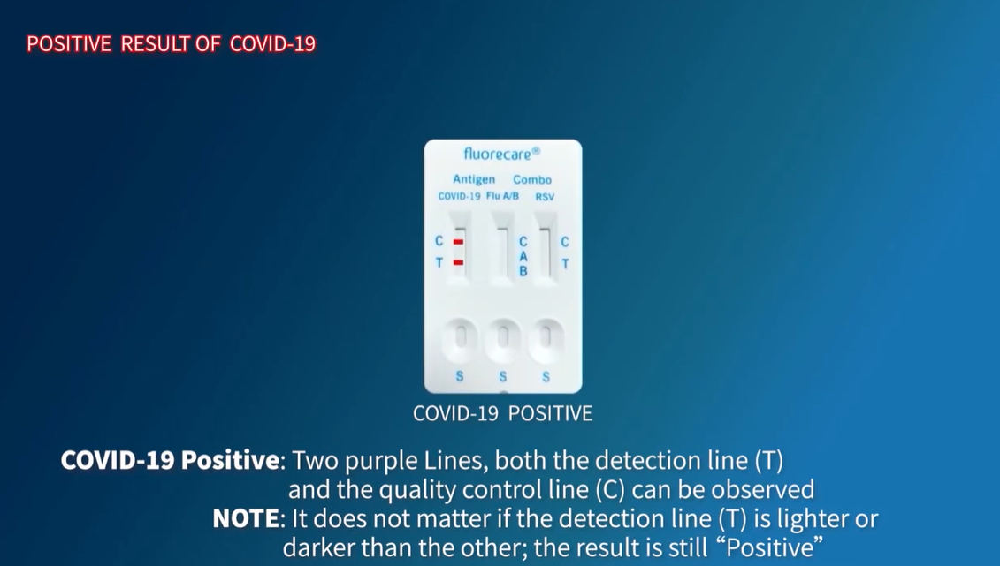 POSITIVE RESULT OF COVID-19
fluorecare®
Antigen Combo
COVID-19 Flu A/B RSV
C C C
T A T
B
S S S
COVID-19 POSITIVE
COVID-19 Positive: Two purple Lines, both the detection line (T)
and the quality control line (C) can be observed
NOTE: It does not matter if the detection line (T) is lighter or
darker than the other; the result is still “Positive”